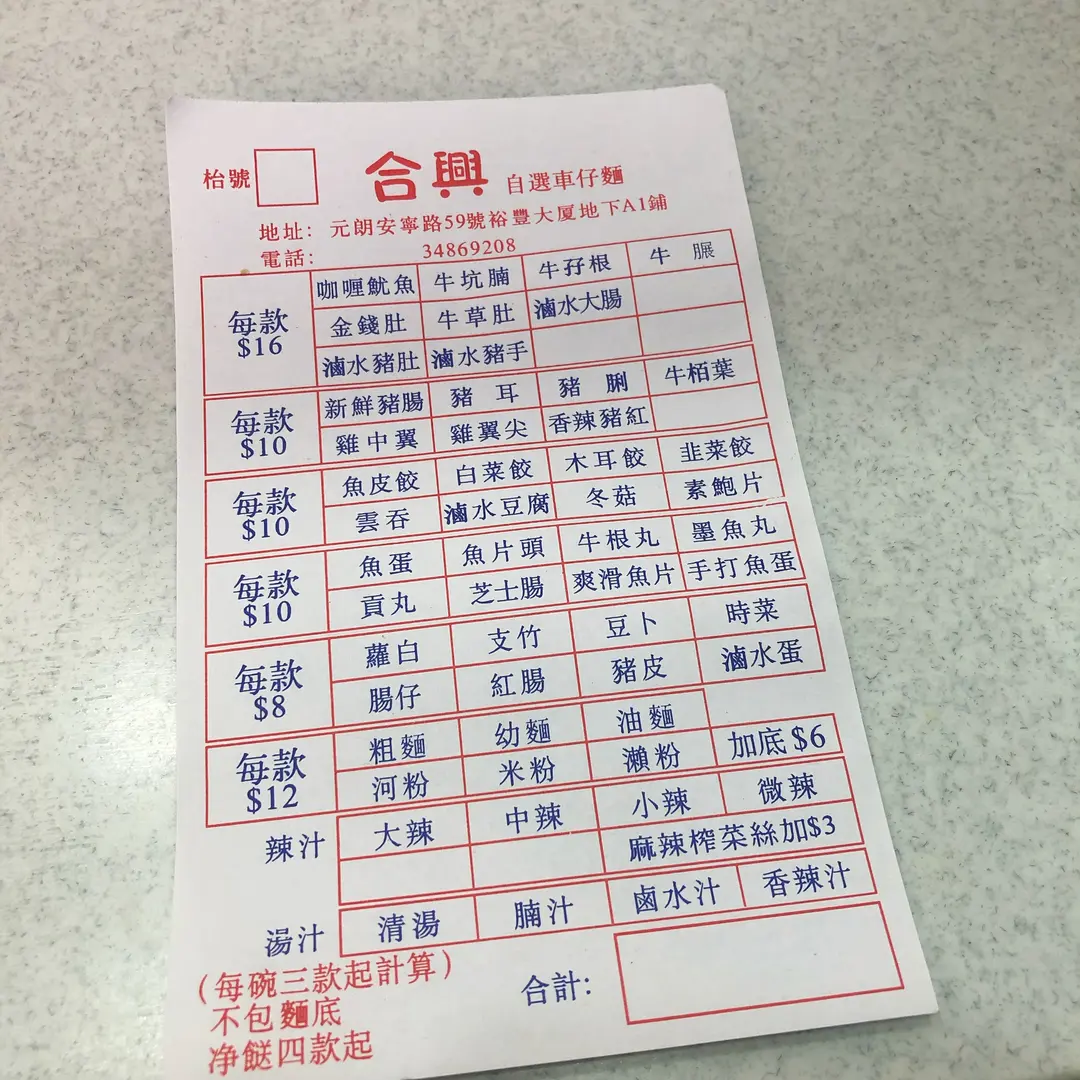 枱號 合興 自選車仔麵
地址: 元朗安寧路59號裕豐大厦地下A1鋪
電話: 34869208
每款 $16
咖喱魷魚 牛坑腩 牛孖根 牛 𦟌
金錢肚 牛草肚 滷水大腸
滷水豬肚 滷水豬手
每款 $10
新鮮豬腸 豬 耳 豬 脷 牛栢葉
雞中翼 雞翼尖 香辣豬紅
每款 $10
魚皮餃 白菜餃 木耳餃 韭菜餃
雲吞 滷水豆腐 冬菇 素鮑片
每款 $10
魚蛋 魚片頭 牛根丸 墨魚丸
貢丸 芝士腸 爽滑魚片 手打魚蛋
每款 $8
蘿白 支竹 豆卜 時菜
腸仔 紅腸 豬皮 滷水蛋
每款 $12
粗麵 幼麵 油麵
河粉 米粉 瀨粉 加底 $6
辣汁 大辣 中辣 小辣 微辣
麻辣榨菜絲加$3
湯汁 清湯 腩汁 鹵水汁 香辣汁
(每碗三款起計算)
不包麵底
净餸四款起
合計: